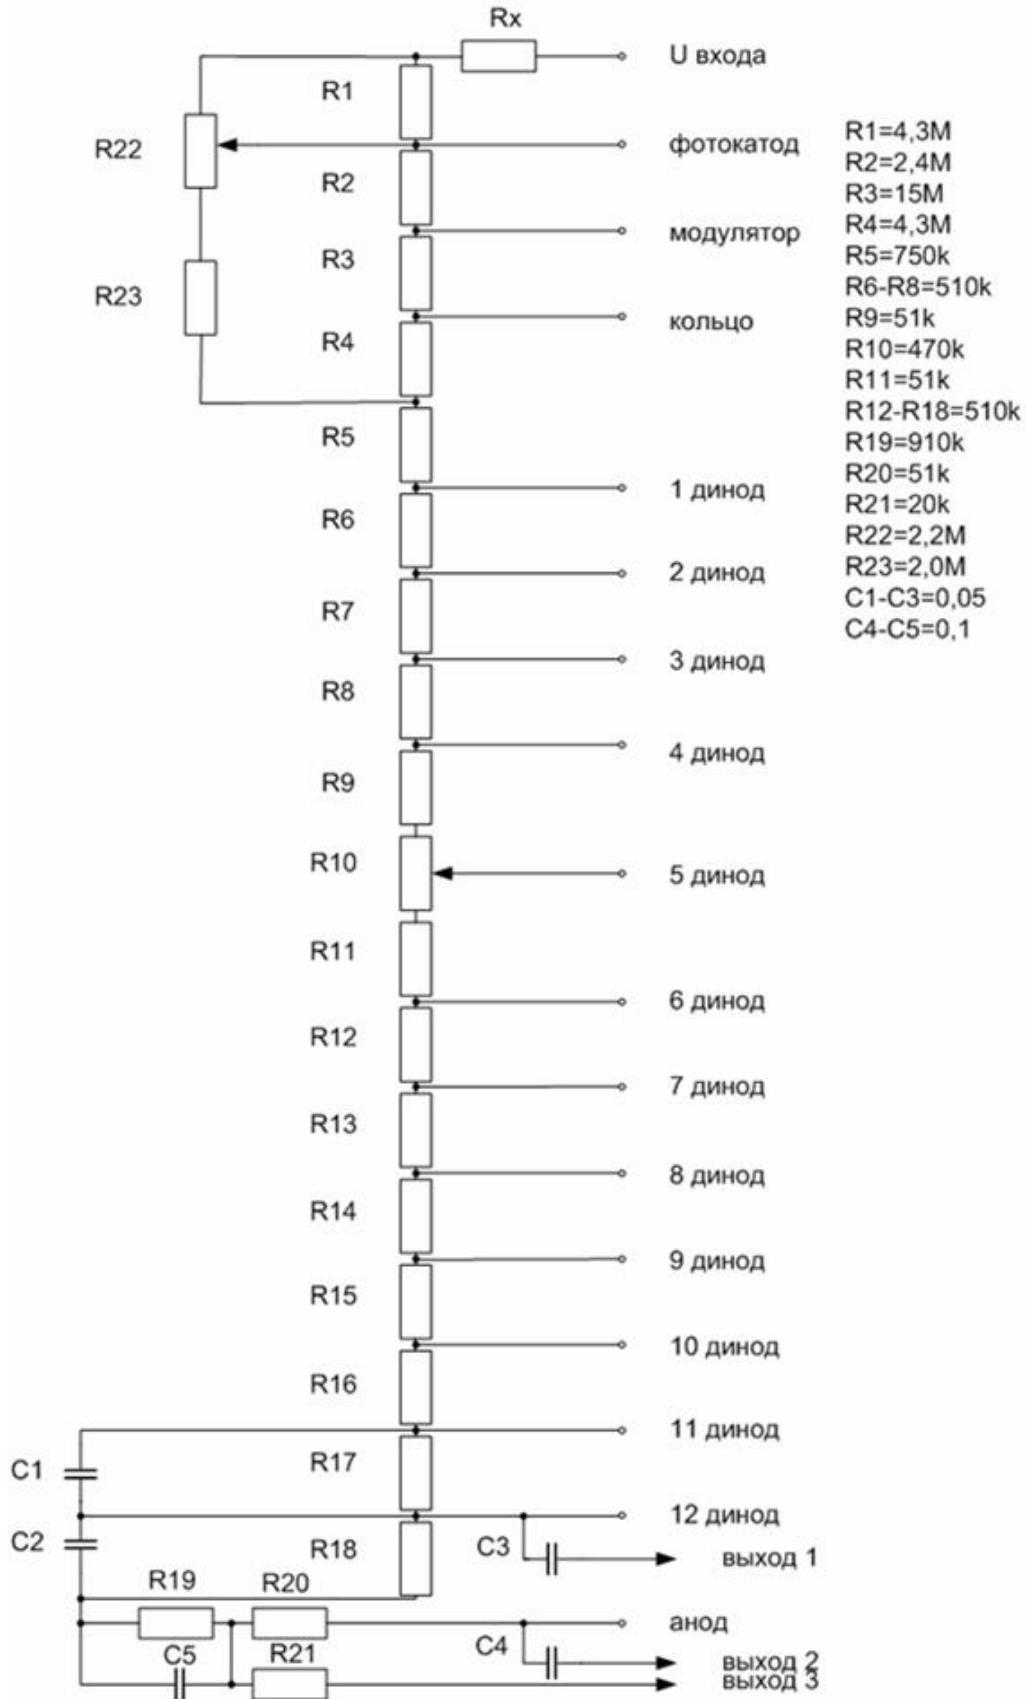 Rx
U входа
R1
R22
фотокатод
R1=4,3M
R2=2,4M
R3=15M
R4=4,3M
R5=750k
R6-R8=510k
R9=51k
R10=470k
R11=51k
R12-R18=510k
R19=910k
R20=51k
R21=20k
R22=2,2M
R23=2,0M
C1-C3=0,05
C4-C5=0,1
R2
модулятор
R3
R23
кольцо
R4
R5
1 динод
R6
2 динод
R7
3 динод
R8
4 динод
R9
R10
5 динод
R11
6 динод
R12
7 динод
R13
8 динод
R14
9 динод
R15
10 динод
R16
11 динод
C1
R17
12 динод
C2
R18
C3
выход 1
R19
R20
анод
C4
C5
R21
выход 2
выход 3